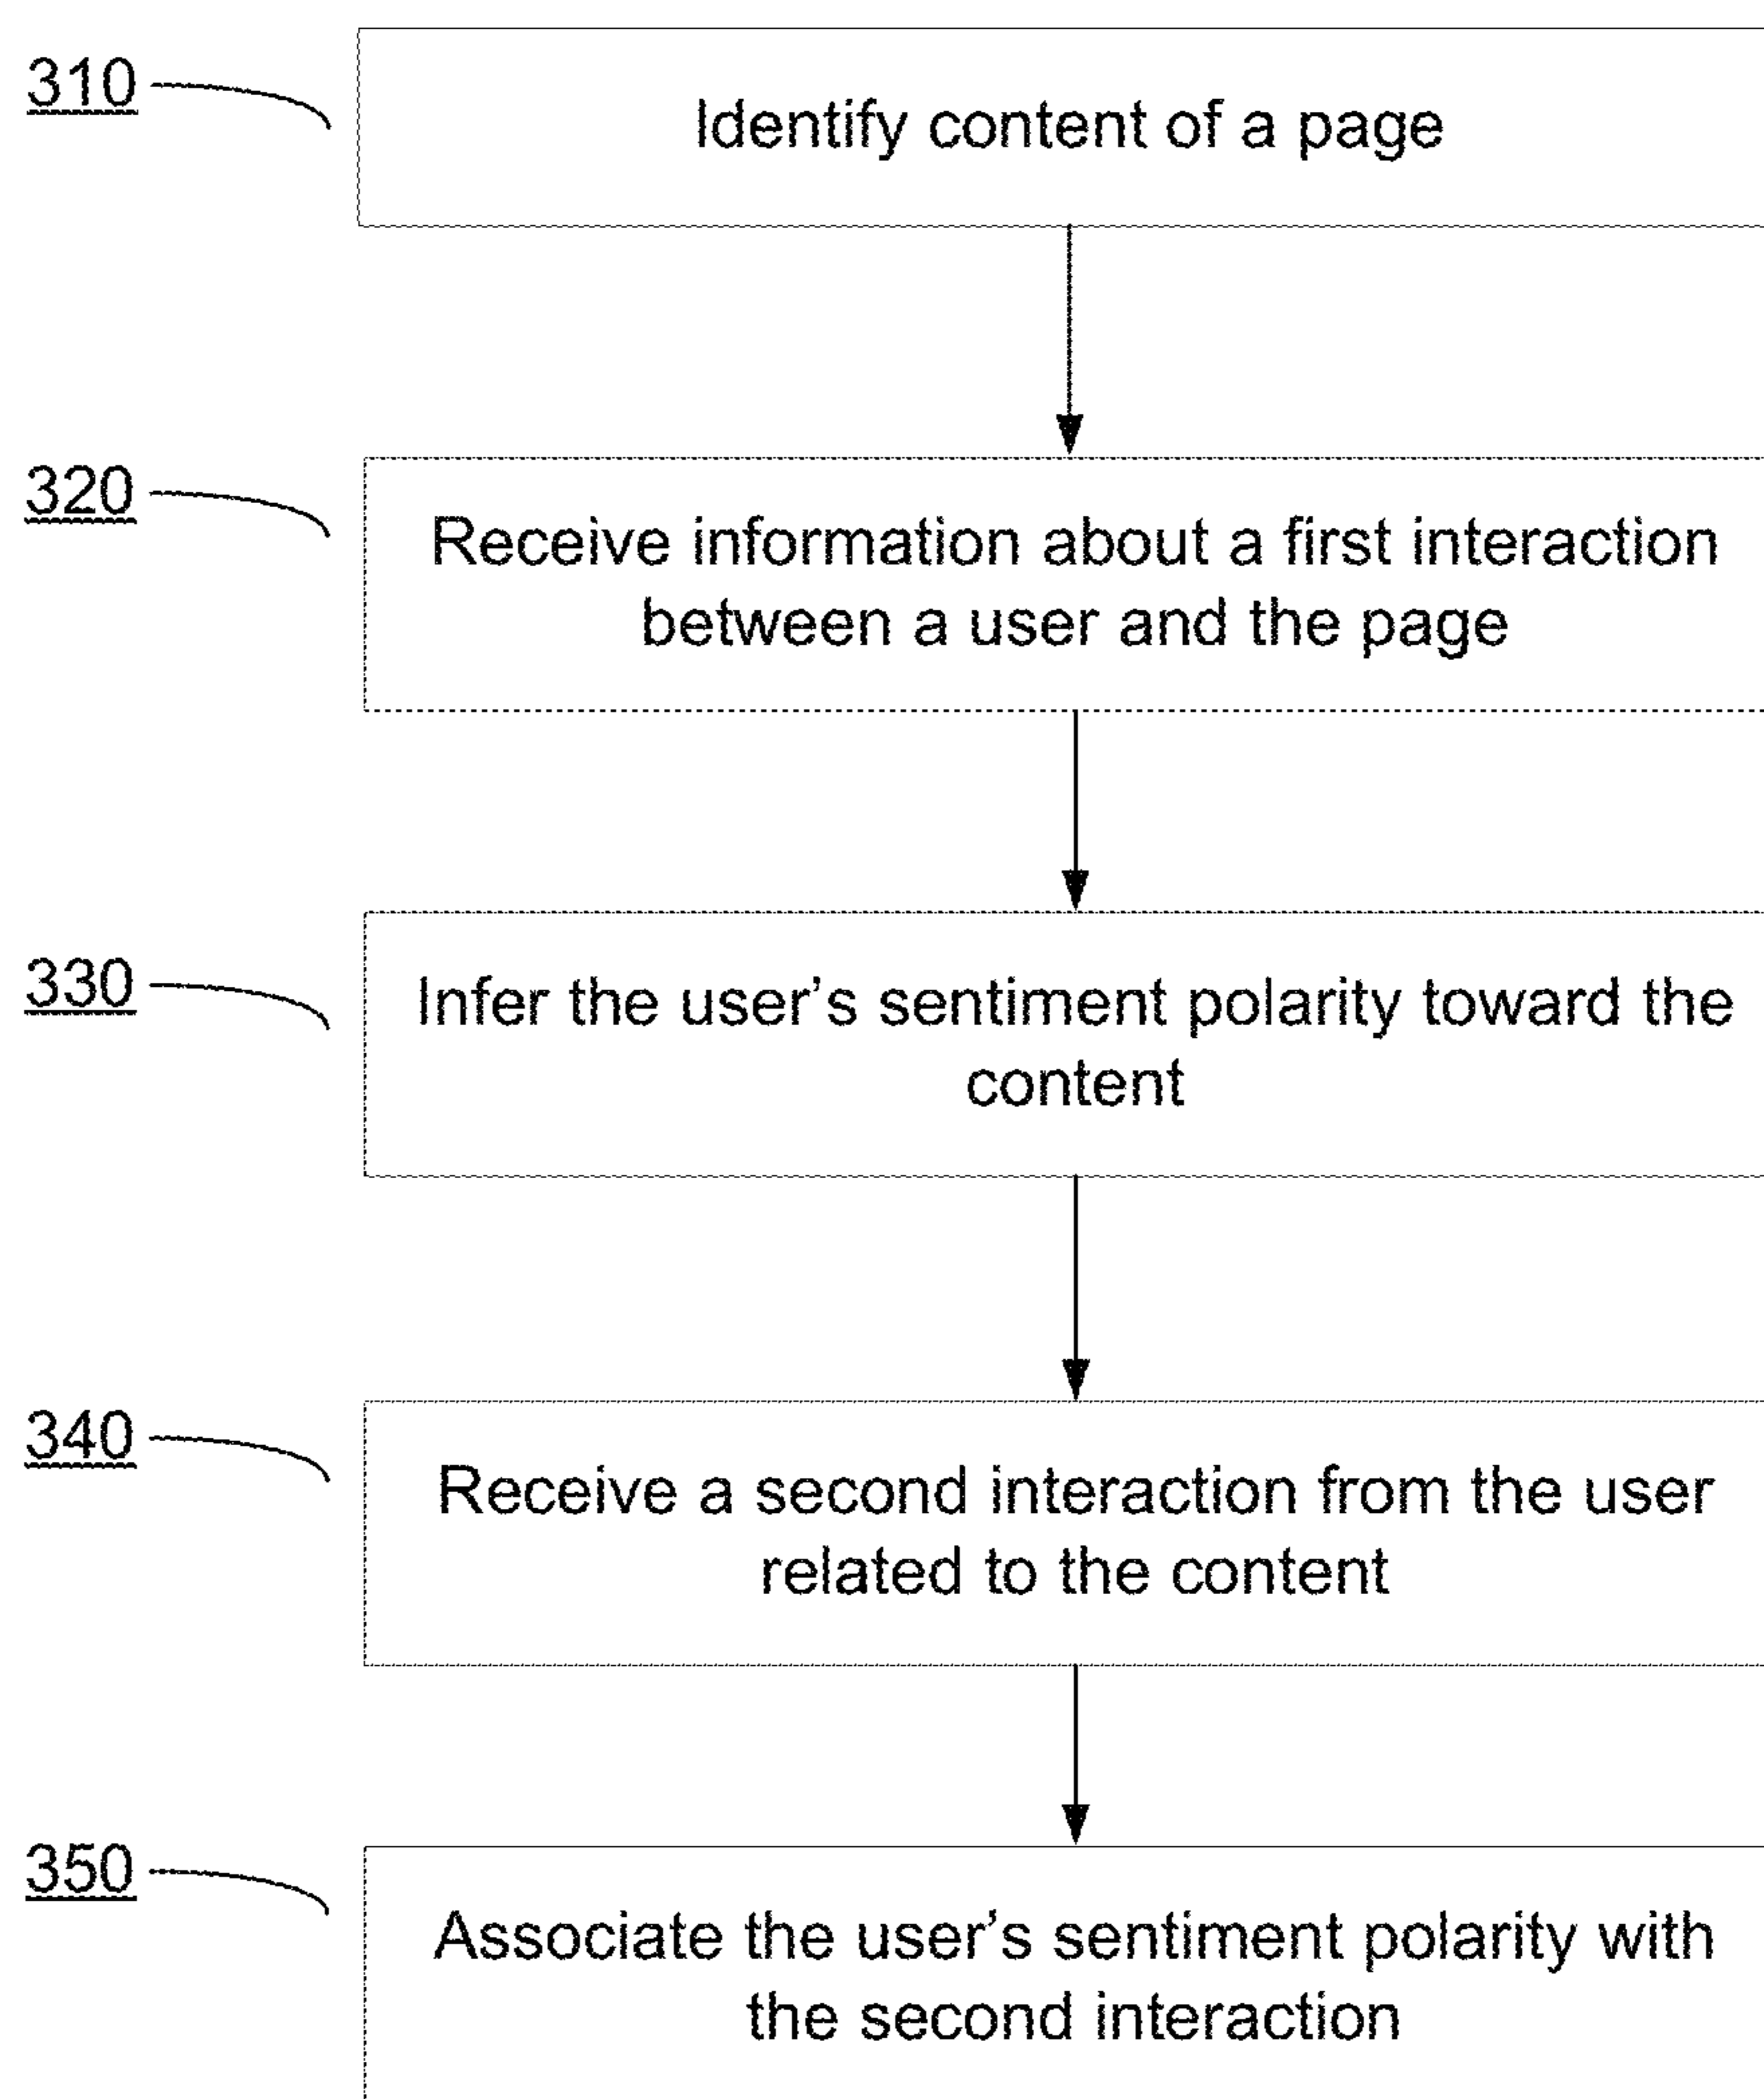 310
Identify content of a page
320
Receive information about a first interaction
between a user and the page
330
Infer the user's sentiment polarity toward the
content
340
Receive a second interaction from the user
related to the content
350
Associate the user's sentiment polarity with
the second interaction